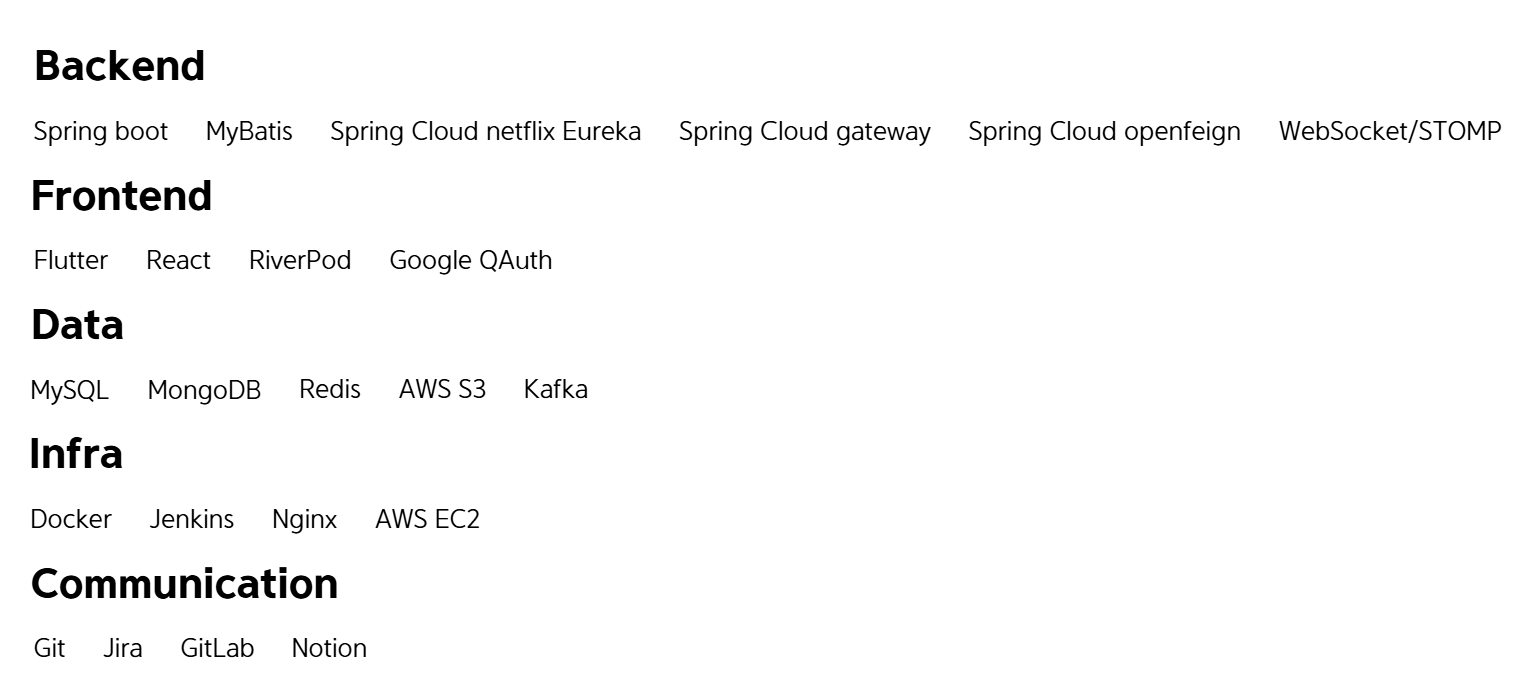 Backend
Spring boot MyBatis Spring Cloud netflix Eureka Spring Cloud gateway Spring Cloud openfeign WebSocket/STOMP
Frontend
Flutter React RiverPod Google QAuth
Data
MySQL MongoDB Redis AWS S3 Kafka
Infra
Docker Jenkins Nginx AWS EC2
Communication
Git Jira GitLab Notion